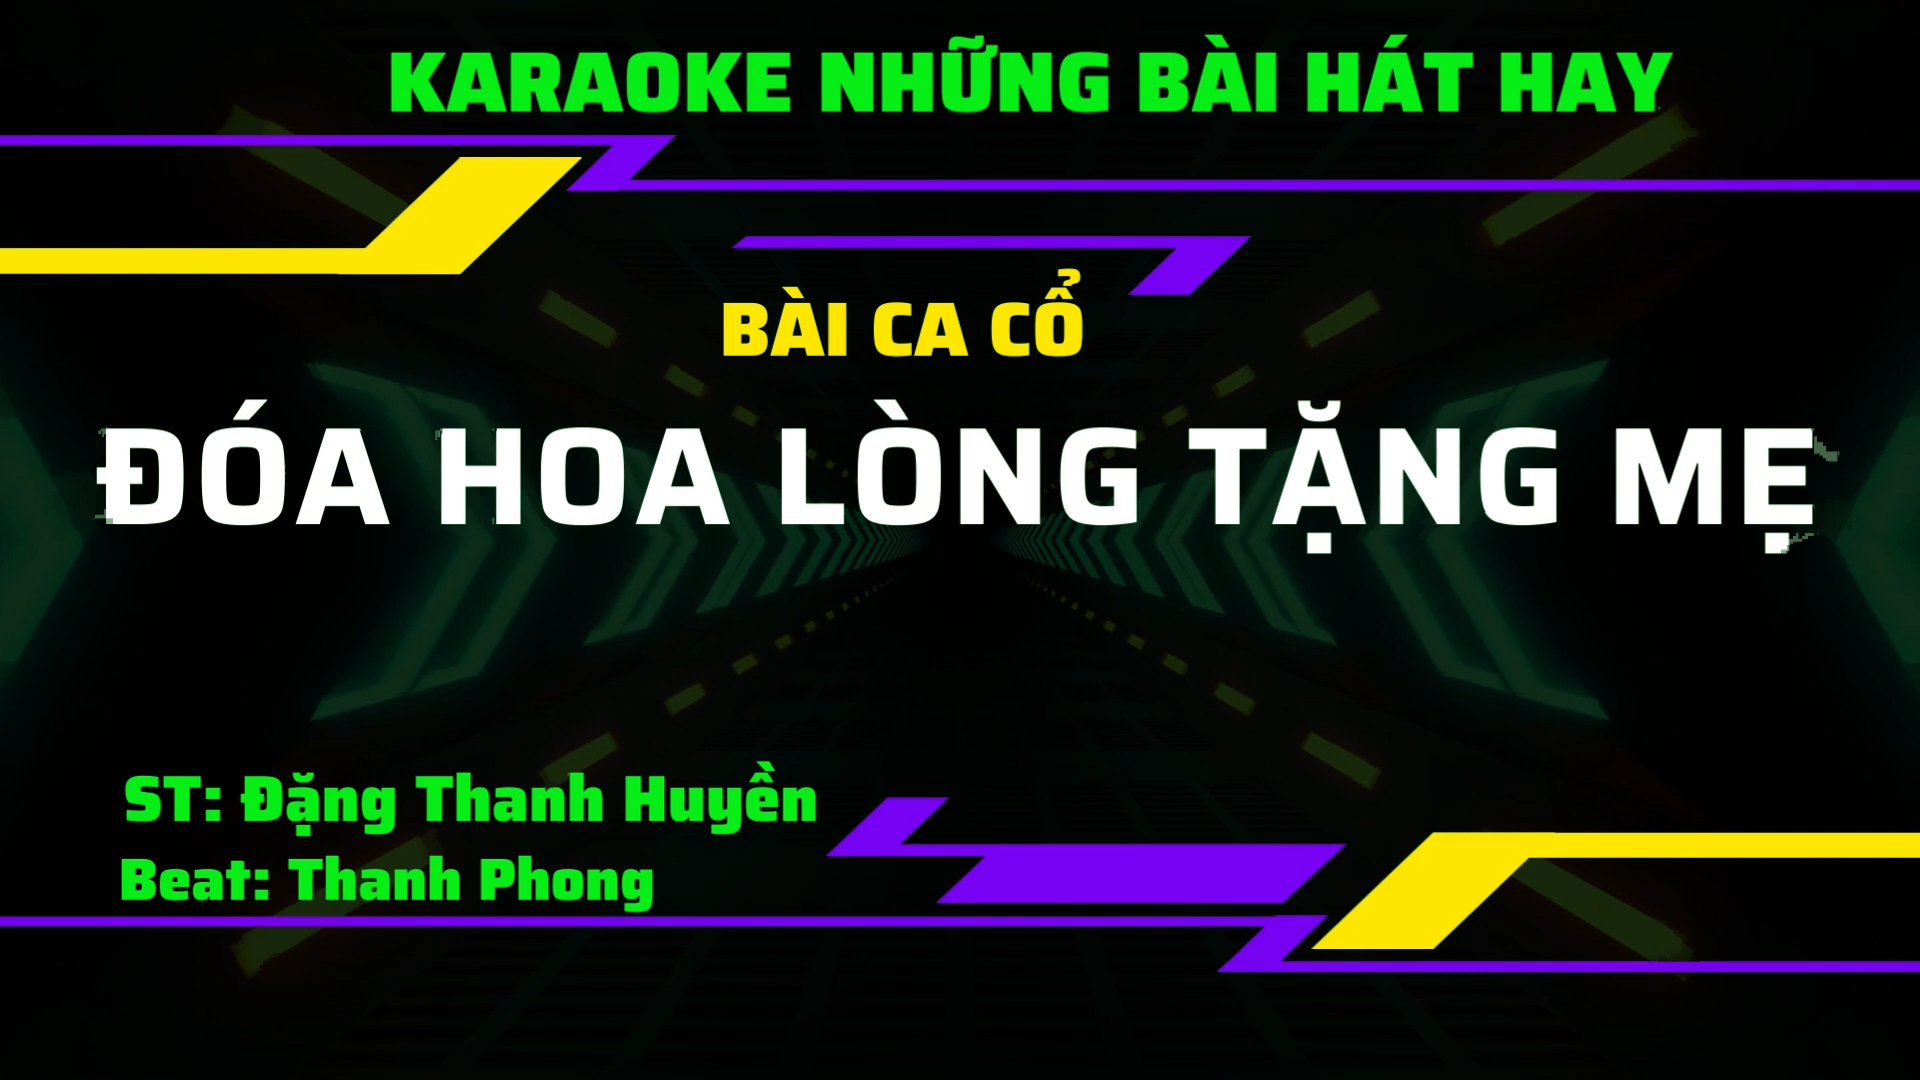 KARAOKE NHỮNG BÀI HÁT HAY
BÀI CA CỔ
ĐÓA HOA LÒNG TẶNG MẸ
ST: Đặng Thanh Huyền
Beat: Thanh Phong